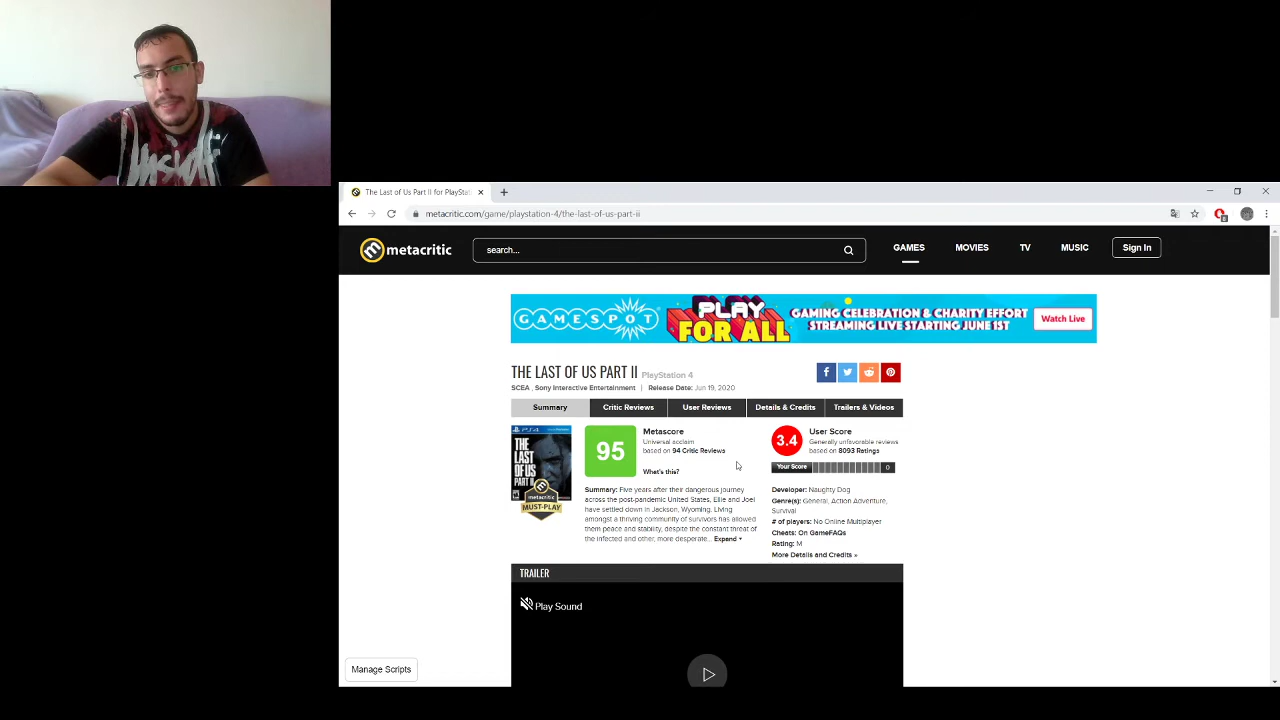 The Last of Us Part II for PlaySta
metacritic.com/game/playstation-4/the-last-of-us-part-ii
metacritic
search...
GAMES
MOVIES
TV
MUSIC
Sign In
GAMESPOT
PLAY
FOR ALL
GAMING CELEBRATION & CHARITY EFFORT
STREAMING LIVE STARTING JUNE 1ST
Watch Live
THE LAST OF US PART II PlayStation 4
SCEA , Sony Interactive Entertainment | Release Date: Jun 19, 2020
Summary
Critic Reviews
User Reviews
Details & Credits
Trailers & Videos
PS4
THE
LAST
OF US
PART II
metacritic
MUST-PLAY
95
Metascore
Universal acclaim
based on 94 Critic Reviews
What's this?
Summary: Five years after their dangerous journey
across the post-pandemic United States, Ellie and Joel
have settled down in Jackson, Wyoming. Living
amongst a thriving community of survivors has allowed
them peace and stability, despite the constant threat of
the infected and other, more desperate... Expand
3.4
User Score
Generally unfavorable reviews
based on 8093 Ratings
Your Score
0
Developer: Naughty Dog
Genre(s): General, Action Adventure,
Survival
# of players: No Online Multiplayer
Cheats: On GameFAQs
Rating: M
More Details and Credits »
TRAILER
Play Sound
Manage Scripts